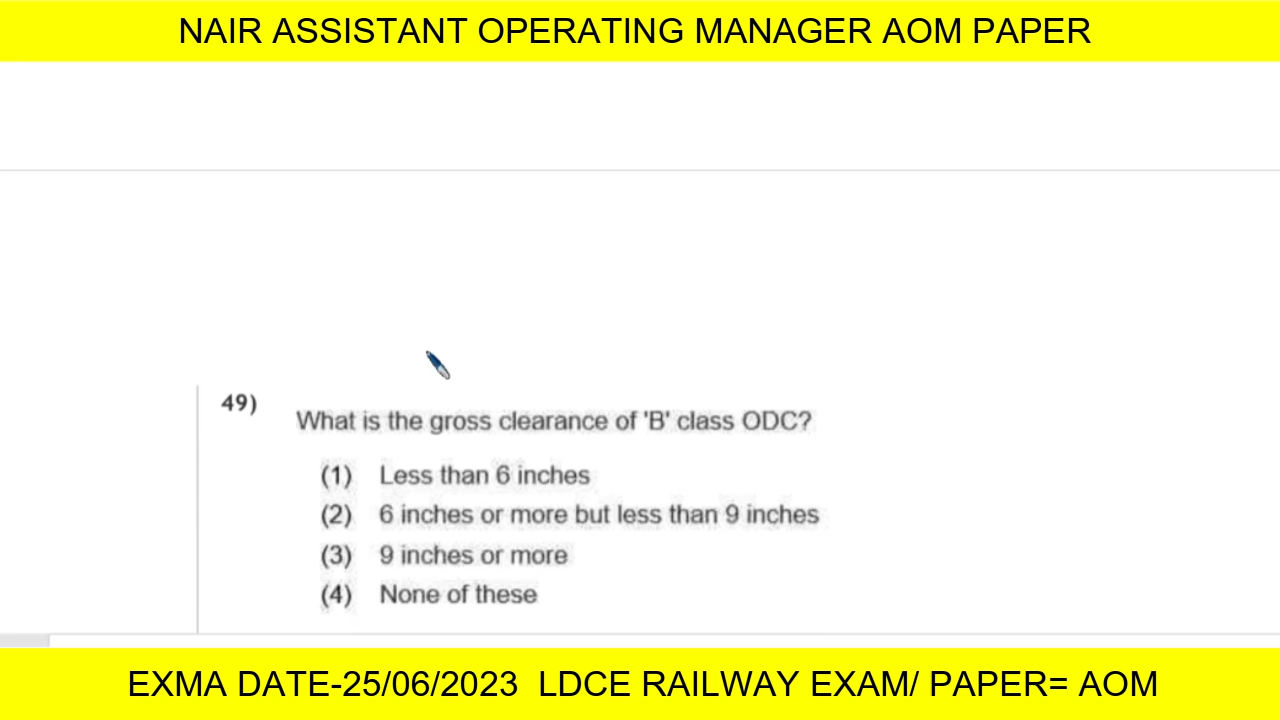 NAIR ASSISTANT OPERATING MANAGER AOM PAPER
49)
What is the gross clearance of 'B' class ODC?
(1) Less than 6 inches
(2) 6 inches or more but less than 9 inches
(3) 9 inches or more
(4) None of these
EXMA DATE-25/06/2023 LDCE RAILWAY EXAM/ PAPER= AOM